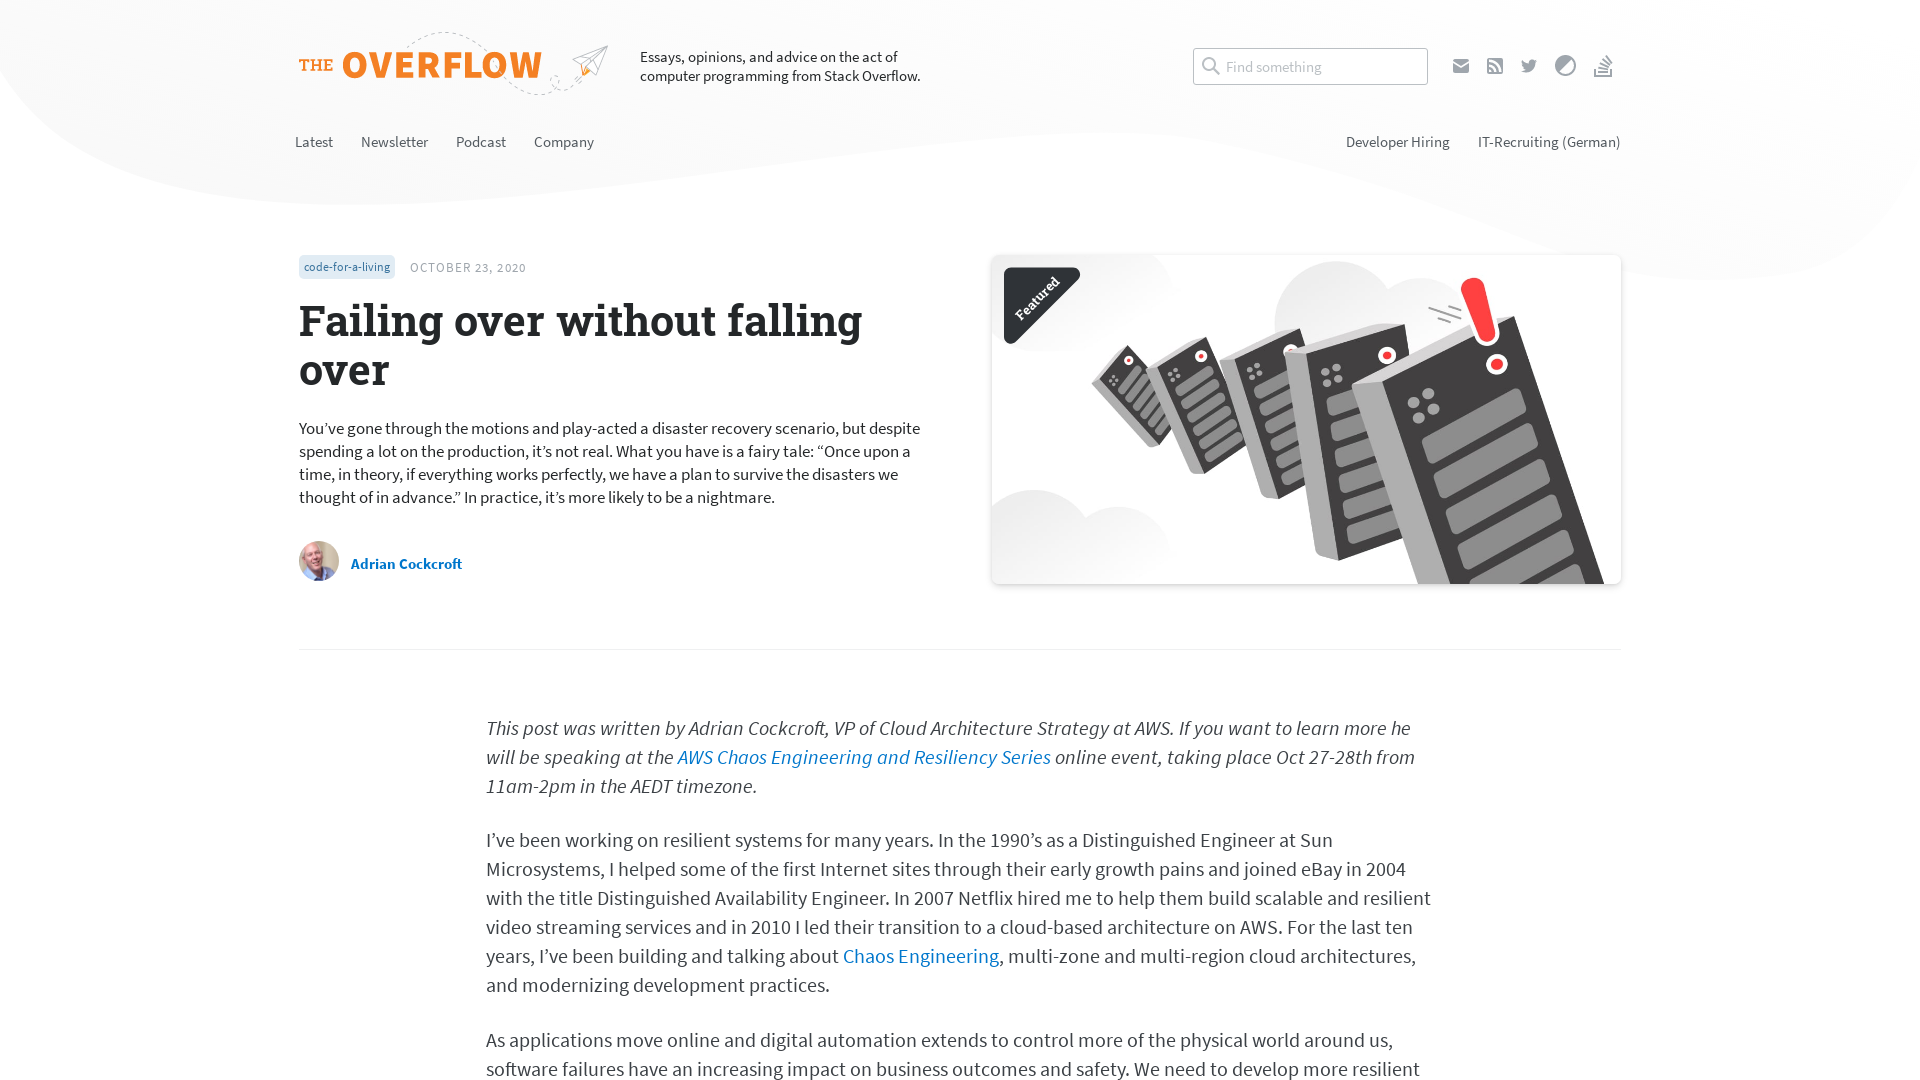 THE OVERFLOW
Essays, opinions, and advice on the act of
computer programming from Stack Overflow.
Find something
Latest Newsletter Podcast Company Developer Hiring IT-Recruiting (German)
code-for-a-living OCTOBER 23, 2020
Failing over without falling
over
You’ve gone through the motions and play-acted a disaster recovery scenario, but despite
spending a lot on the production, it’s not real. What you have is a fairy tale: “Once upon a
time, in theory, if everything works perfectly, we have a plan to survive the disasters we
thought of in advance.” In practice, it’s more likely to be a nightmare.
Adrian Cockcroft
Featured
This post was written by Adrian Cockcroft, VP of Cloud Architecture Strategy at AWS. If you want to learn more he
will be speaking at the AWS Chaos Engineering and Resiliency Series online event, taking place Oct 27-28th from
11am-2pm in the AEDT timezone.
I’ve been working on resilient systems for many years. In the 1990’s as a Distinguished Engineer at Sun
Microsystems, I helped some of the first Internet sites through their early growth pains and joined eBay in 2004
with the title Distinguished Availability Engineer. In 2007 Netflix hired me to help them build scalable and resilient
video streaming services and in 2010 I led their transition to a cloud-based architecture on AWS. For the last ten
years, I’ve been building and talking about Chaos Engineering, multi-zone and multi-region cloud architectures,
and modernizing development practices.
As applications move online and digital automation extends to control more of the physical world around us,
software failures have an increasing impact on business outcomes and safety. We need to develop more resilient